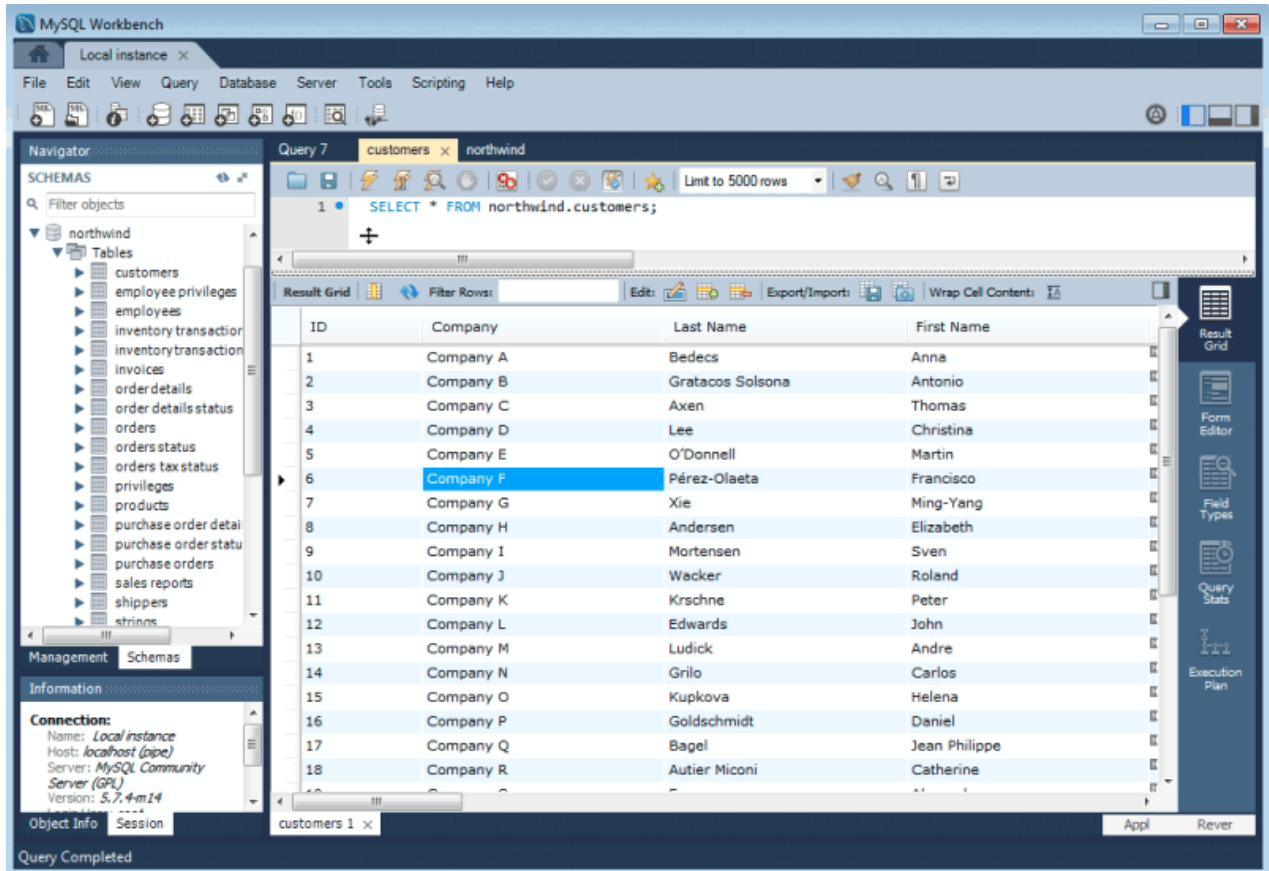 MySQL Workbench
Local instance
File Edit View Query Database Server Tools Scripting Help
Navigator
SCHEMAS
Filter objects
northwind
Tables
customers
employee privileges
employees
inventory transaction
inventory transaction
invoices
order details
order details status
orders
orders status
orders tax status
privileges
products
purchase order detai
purchase order statu
purchase orders
sales reports
shippers
strings
Management Schemas
Information
Connection:
Name: Local instance
Host: localhost (pipe)
Server: MySQL Community
Server (GPL)
Version: 5.7.4-m14
Object Info Session
Query 7 customers northwind
Limit to 5000 rows
1 SELECT * FROM northwind.customers;
Result Grid Filter Rows: Edit: Export/Import: Wrap Cell Content:
ID Company Last Name First Name
1 Company A Bedecs Anna
2 Company B Gratacos Solsona Antonio
3 Company C Axen Thomas
4 Company D Lee Christina
5 Company E O'Donnell Martin
6 Company F Pérez-Olaeta Francisco
7 Company G Xie Ming-Yang
8 Company H Andersen Elizabeth
9 Company I Mortensen Sven
10 Company J Wacker Roland
11 Company K Krschne Peter
12 Company L Edwards John
13 Company M Ludick Andre
14 Company N Grilo Carlos
15 Company O Kupkova Helena
16 Company P Goldschmidt Daniel
17 Company Q Bagel Jean Philippe
18 Company R Autier Miconi Catherine
customers 1
Appl Rever
Result
Grid
Form
Editor
Field
Types
Query
Stats
Execution
Plan
Query Completed